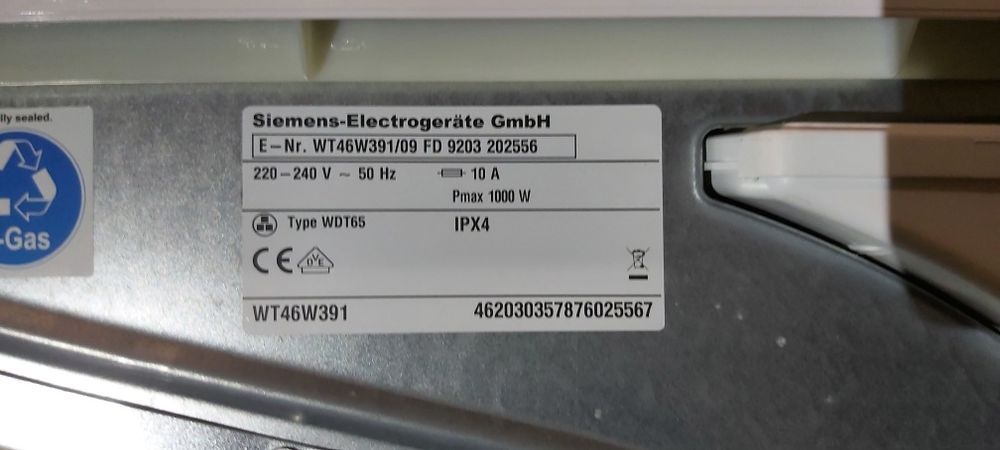 lly sealed.
-Gas
Siemens-Electrogeräte GmbH
E-Nr. WT46W391/09 FD 9203 202556
220-240 V ~ 50 Hz 10 A
Pmax 1000 W
Type WDT65 IPX4
CE DVE
WT46W391 462030357876025567